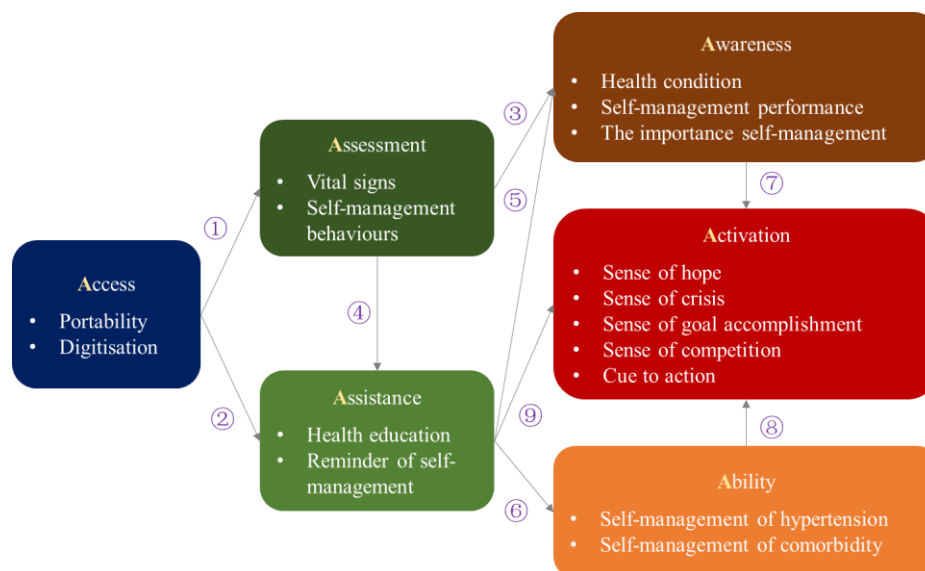 Access
• Portability
• Digitisation
①
②
Assessment
• Vital signs
• Self-management
behaviours
④
Assistance
• Health education
• Reminder of self-
management
③
⑤
⑨
⑥
Awareness
• Health condition
• Self-management performance
• The importance self-management
⑦
Activation
• Sense of hope
• Sense of crisis
• Sense of goal accomplishment
• Sense of competition
• Cue to action
⑧
Ability
• Self-management of hypertension
• Self-management of comorbidity